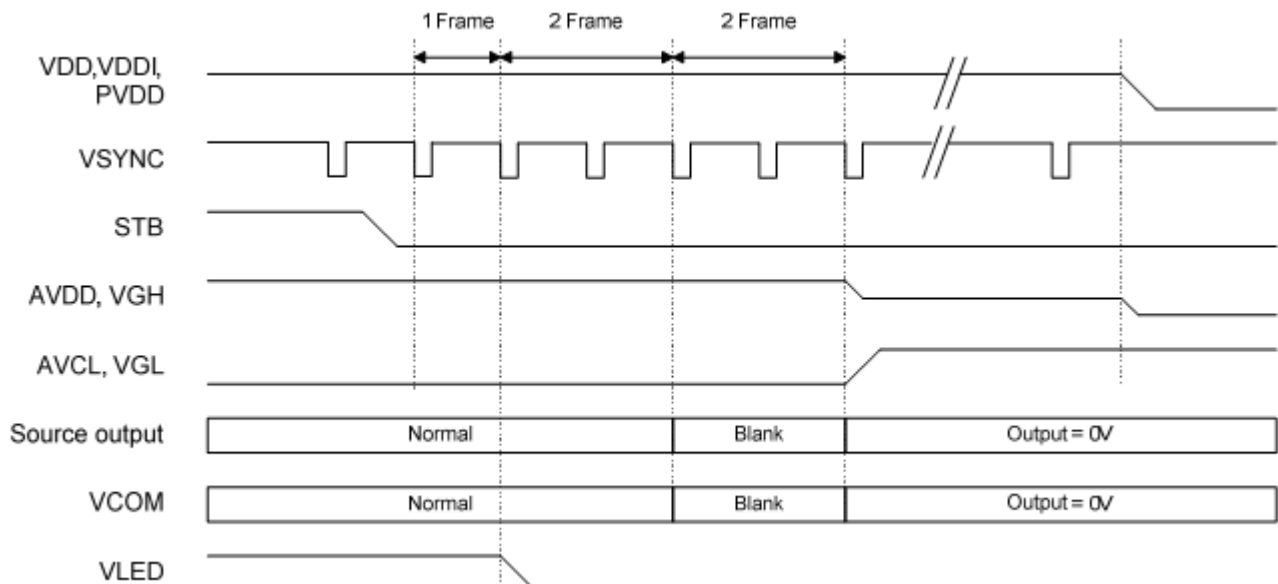 1 Frame 2 Frame 2 Frame
VDD,VDDI,
PVDD
VSYNC
STB
AVDD, VGH
AVCL, VGL
Source output Normal Blank Output = 0V
VCOM Normal Blank Output = 0V
VLED